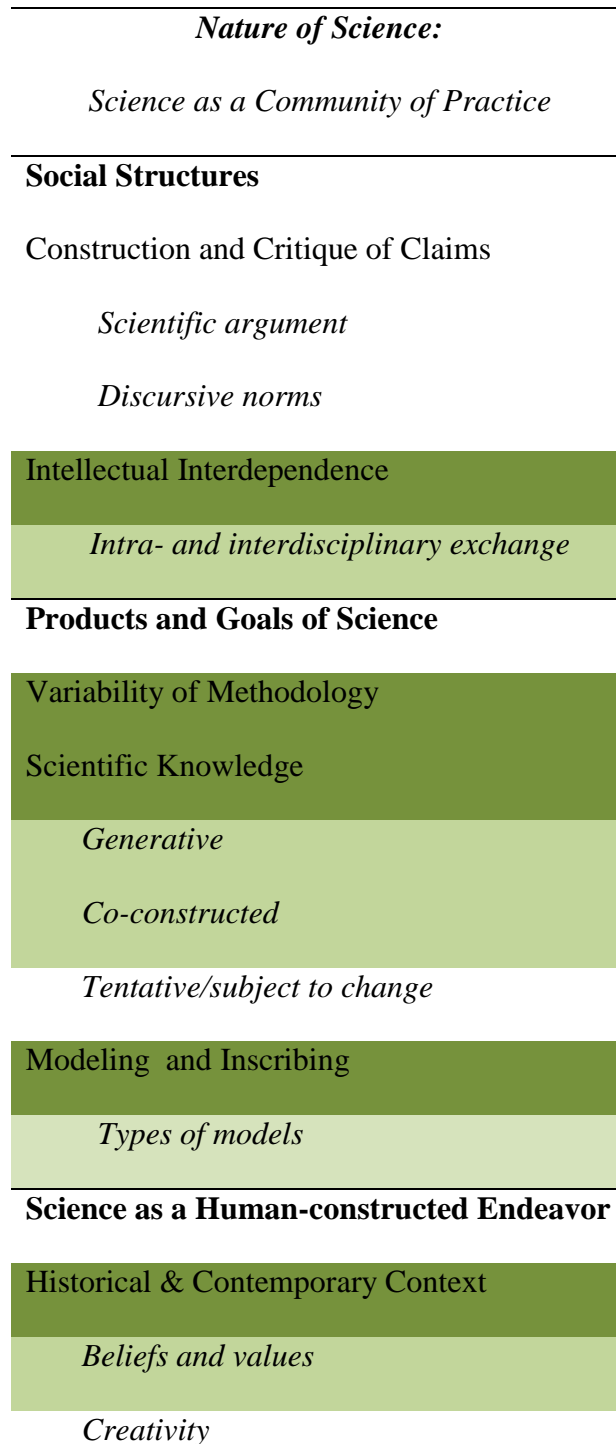 Nature of Science:
Science as a Community of Practice
Social Structures
Construction and Critique of Claims
Scientific argument
Discursive norms
Intellectual Interdependence
Intra- and interdisciplinary exchange
Products and Goals of Science
Variability of Methodology
Scientific Knowledge
Generative
Co-constructed
Tentative/subject to change
Modeling and Inscribing
Types of models
Science as a Human-constructed Endeavor
Historical & Contemporary Context
Beliefs and values
Creativity